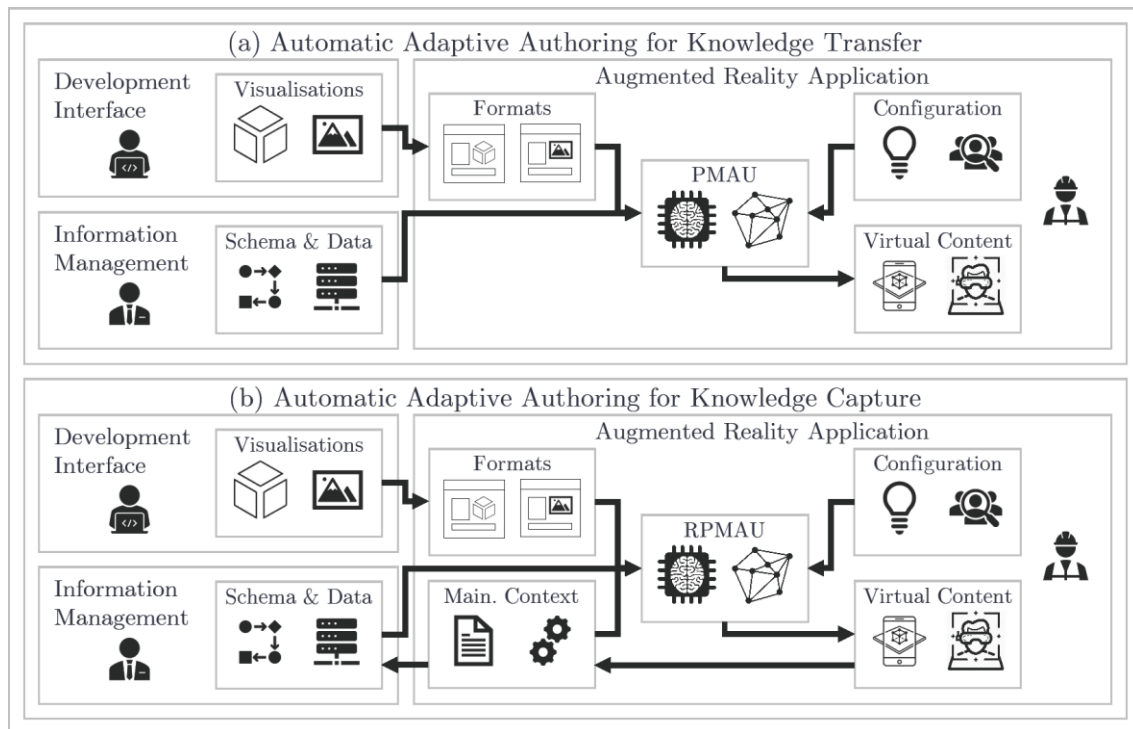 (a) Automatic Adaptive Authoring for Knowledge Transfer
Development
Interface
Visualisations
Augmented Reality Application
Formats
Configuration
PMAU
Information
Management
Schema & Data
Virtual Content
(b) Automatic Adaptive Authoring for Knowledge Capture
Development
Interface
Visualisations
Augmented Reality Application
Formats
Configuration
RPMAU
Information
Management
Schema & Data
Main. Context
Virtual Content